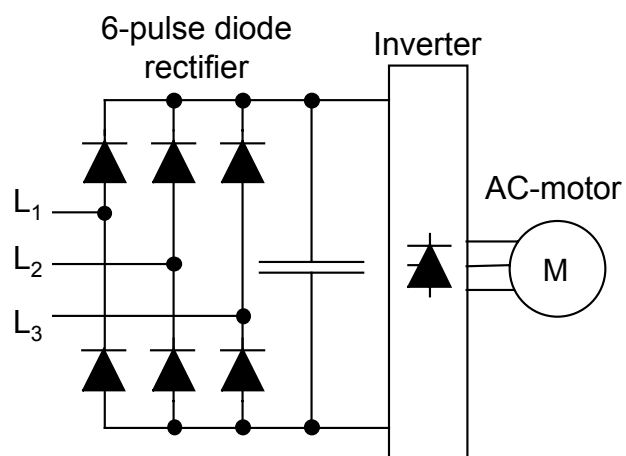 6-pulse diode
rectifier
Inverter
AC-motor
L₁
L₂
L₃
M